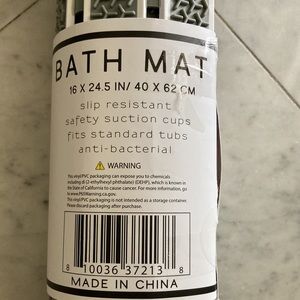 BATH MAT
16 X 24.5 IN/ 40 X 62 CM
slip resistant
safety suction cups
fits standard tubs
anti-bacterial
⚠ WARNING
This vinyl/PVC packaging can expose you to chemicals,
including di (2-ethylhexyl) phthalate) (DEHP), which is known in
the State of California to cause cancer. For more information, go
to www.P65Warning.ca.gov.
This vinyl/PVC packaging is not intended as a storage container.
Please discard packaging after purchase.
8 10036 37213 8
MADE IN CHINA